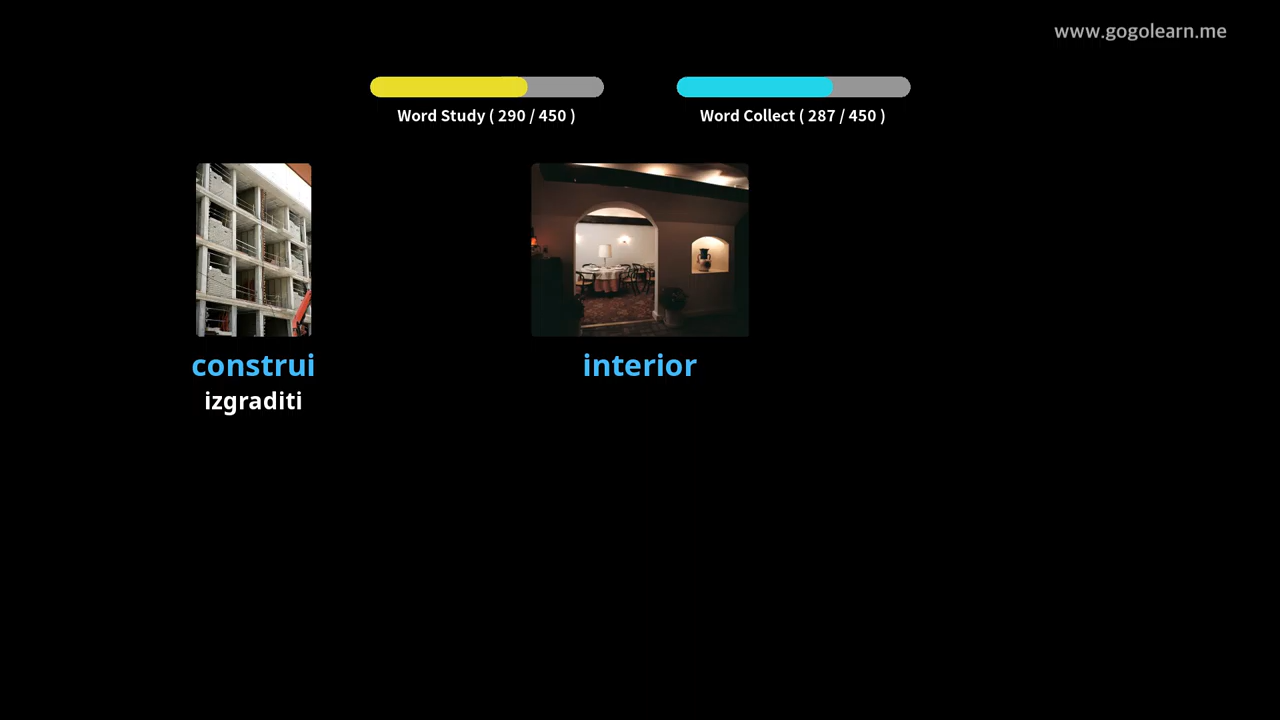 www.gogolearn.me
Word Study ( 290 / 450 )
Word Collect ( 287 / 450 )
construi
izgraditi
interior